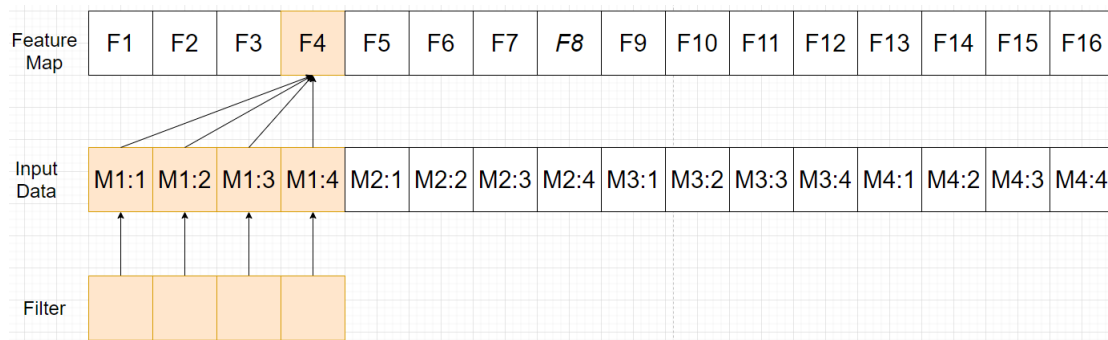 Feature Map F1 F2 F3 F4 F5 F6 F7 F8 F9 F10 F11 F12 F13 F14 F15 F16
Input Data M1:1 M1:2 M1:3 M1:4 M2:1 M2:2 M2:3 M2:4 M3:1 M3:2 M3:3 M3:4 M4:1 M4:2 M4:3 M4:4
Filter